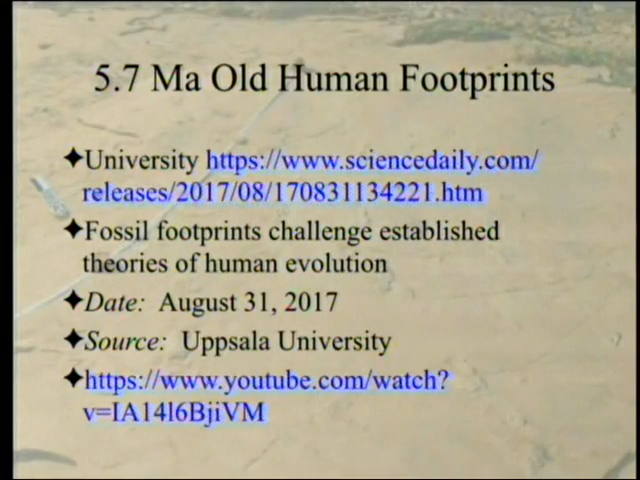 5.7 Ma Old Human Footprints
✦University https://www.sciencedaily.com/
releases/2017/08/170831134221.htm
✦Fossil footprints challenge established
theories of human evolution
✦Date: August 31, 2017
✦Source: Uppsala University
✦https://www.youtube.com/watch?
v=IA14l6BjiVM